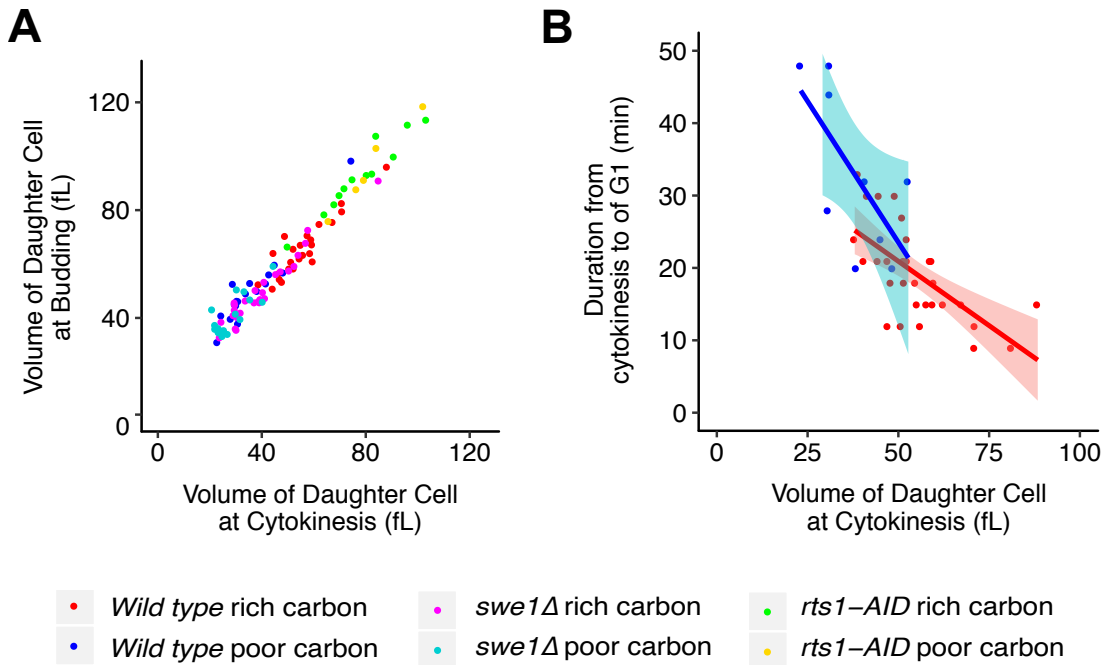 A
B
Volume of Daughter Cell
at Budding (fL)
120
80
40
0
0
40
80
120
Volume of Daughter Cell
at Cytokinesis (fL)
Duration from
cytokinesis to of G1 (min)
50
40
30
20
10
0
0
25
50
75
100
Volume of Daughter Cell
at Cytokinesis (fL)
Wild type rich carbon
swe1Δ rich carbon
rts1-AID rich carbon
Wild type poor carbon
swe1Δ poor carbon
rts1-AID poor carbon